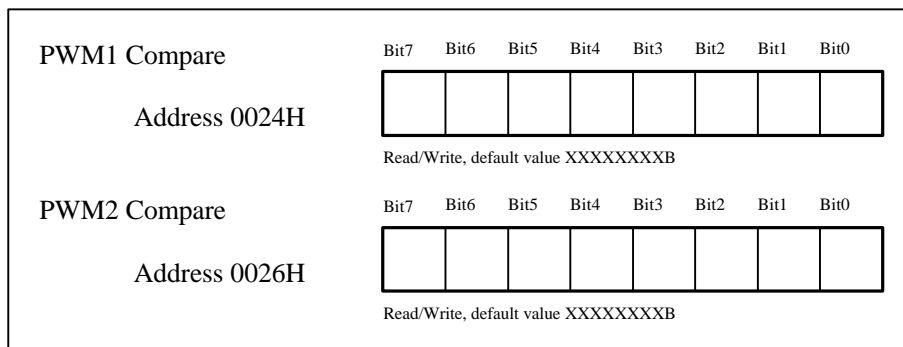 PWM1 Compare
Bit7 Bit6 Bit5 Bit4 Bit3 Bit2 Bit1 Bit0
Address 0024H
Read/Write, default value XXXXXXXXB
PWM2 Compare
Bit7 Bit6 Bit5 Bit4 Bit3 Bit2 Bit1 Bit0
Address 0026H
Read/Write, default value XXXXXXXXB